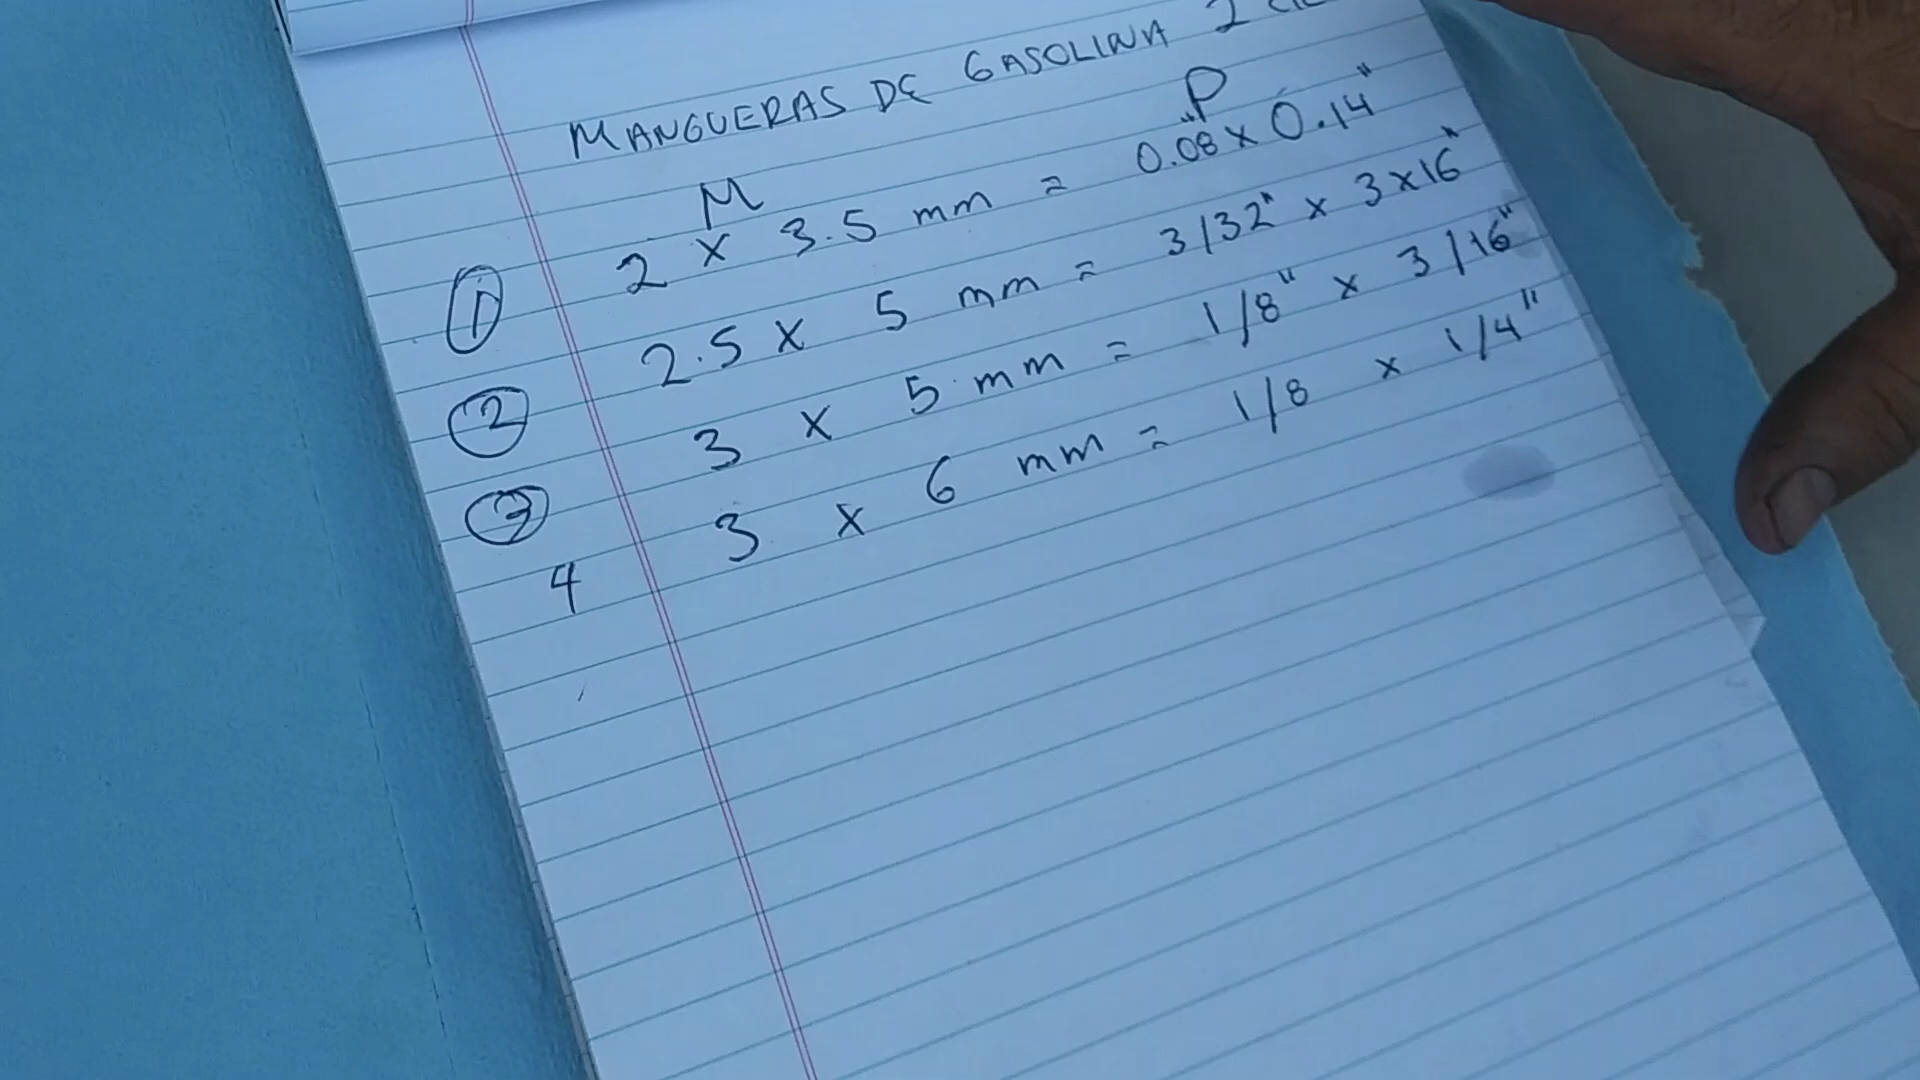 MANGUERAS DE GASOLINA 2
M P
1 2 x 3.5 mm = 0.08" x 0.14"
2 2.5 x 5 mm = 3/32" x 3x16"
3 3 x 5 mm = 1/8" x 3/16"
4 3 x 6 mm = 1/8 x 1/4"